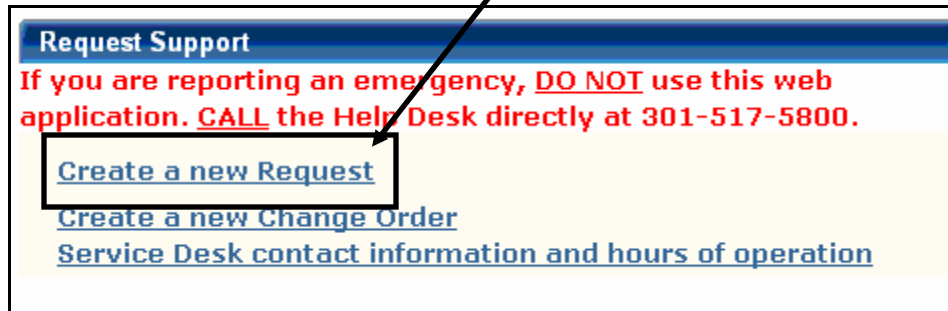 Request Support
If you are reporting an emergency, DO NOT use this web
application. CALL the Help Desk directly at 301-517-5800.
Create a new Request
Create a new Change Order
Service Desk contact information and hours of operation